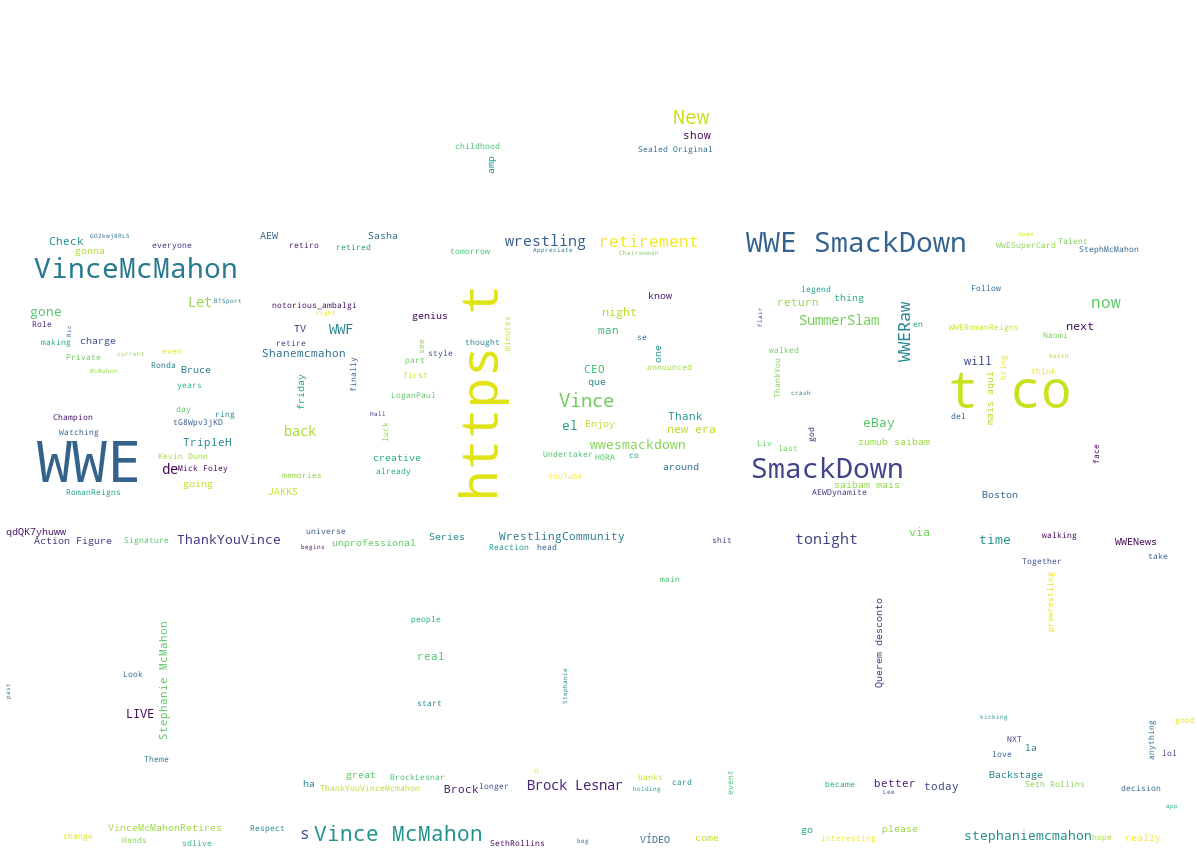 New
show
Sealed Original
childhood
amp
GO2kwj8RL5
Check
gonna
everyone
AEW
retiro
Sasha
retired
tomorrow
wrestling
Appreciate
retirement
Chairmoman
WWE SmackDown
open
WWESuperCard
Talent
StephMcMahon
VinceMcMahon
Let
BTSport
notorious_ambalgi
right
genius
https t
minutes
night
know
legend
return
thing
Follow
now
gone
Role
Ric
making
charge
TV
WWF
retire
Shanemcmahon
see
style
thought
man
se
one
SummerSlam
Flair
WWERaw
en
WWERomanReigns
next
Naomi
Private
current
even
McMahon
Ronda
Bruce
years
friday
finally
part
first
LoganPaul
CEO
que
announced
walked
ThankYou
crash
will
bring
Keith
think
t co
mais aqui
del
Champion
Watching
day
ring
tG8Wpv3jKD
Hall
luck
Vince
el
Enjoy
Thank
new era
eBay
god
WWE
TripleH
Kevin Dunn
de
Mick Foley
going
RomanReigns
back
memories
JAKKS
creative
already
Undertaker
HORA
co
wwesmackdown
around
YouTube
Liv
last
zumub saibam
SmackDown
saibam mais
AEWDynamite
face
Boston
qdQK7yhuww
Action Figure
Signature
ThankYouVince
universe
begins
unprofessional
Series
WrestlingCommunity
Reaction
head
shit
tonight
via
time
walking
WWENews
Together
take
main
prowrestling
people
real
start
Stephanie
Querem desconto
Stephanie McMahon
Look
past
LIVE
Theme
kicking
NXT
love
la
good
anything
lol
ha
great
BrockLesnar
ThankYouVinceMcmahon
Brock
longer
u
Brock Lesnar
banks
holding
card
event
became
better
Lee
today
Backstage
Seth Rollins
decision
app
change
VinceMcMahonRetires
Hands
sdlive
Respect
s
Vince McMahon
SethRollins
beg
VÍDEO
come
go
interesting
please
stephaniemcmahon
hope
really